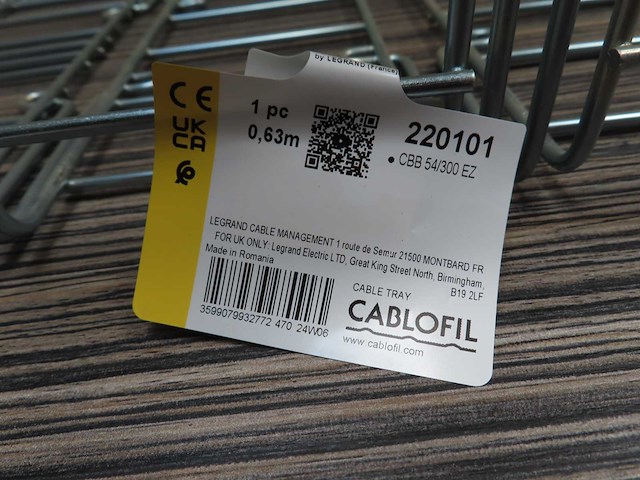 by LEGRAND (France)
CE
UK
CA
1 pc
0,63m
220101
• CBB 54/300 EZ
LEGRAND CABLE MANAGEMENT 1 route de Semur 21500 MONTBARD FR
FOR UK ONLY: Legrand Electric LTD, Great King Street North, Birmingham,
B19 2LF
Made in Romania
3599079932772 470 24W06
CABLE TRAY
CABLOFIL
www.cablofil.com